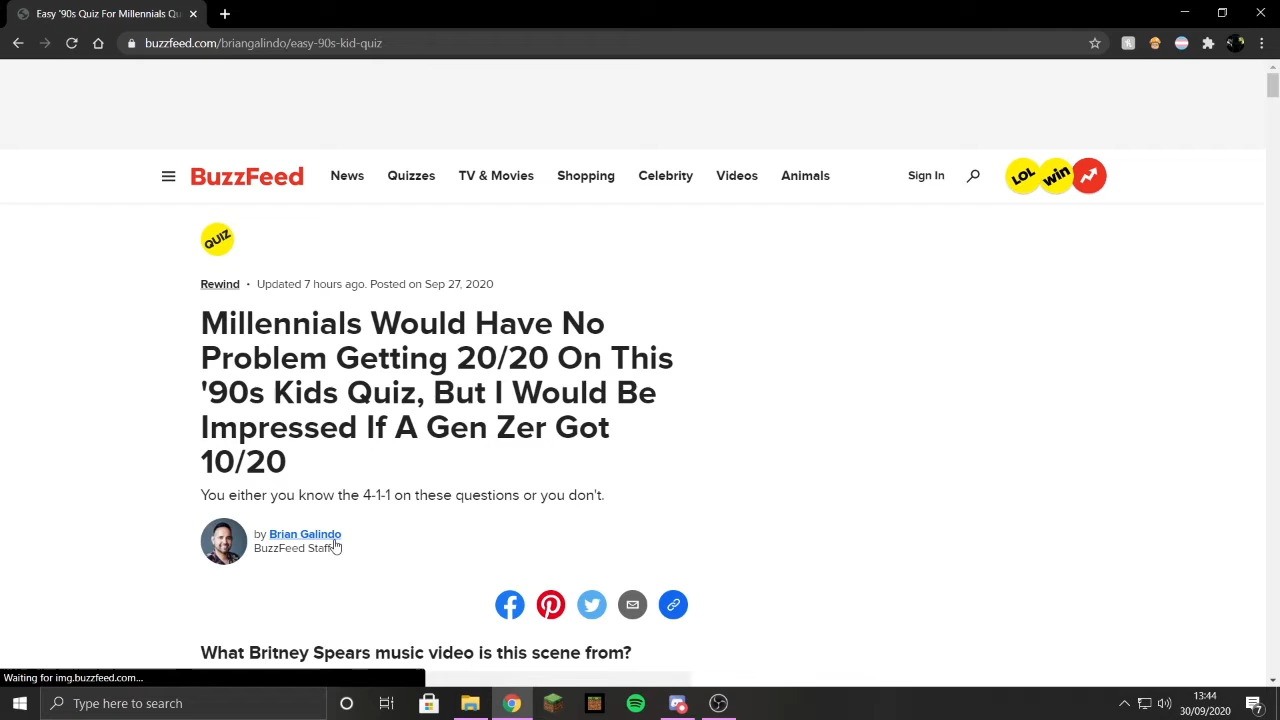 Easy '90s Quiz For Millennials Qu
buzzfeed.com/briangalindo/easy-90s-kid-quiz
BuzzFeed
News
Quizzes
TV & Movies
Shopping
Celebrity
Videos
Animals
Sign In
LOL
win
QUIZ
Rewind • Updated 7 hours ago. Posted on Sep 27, 2020
Millennials Would Have No
Problem Getting 20/20 On This
'90s Kids Quiz, But I Would Be
Impressed If A Gen Zer Got
10/20
You either you know the 4-1-1 on these questions or you don't.
by Brian Galindo
BuzzFeed Staff
What Britney Spears music video is this scene from?
Waiting for img.buzzfeed.com...
Type here to search
13:44
30/09/2020
7